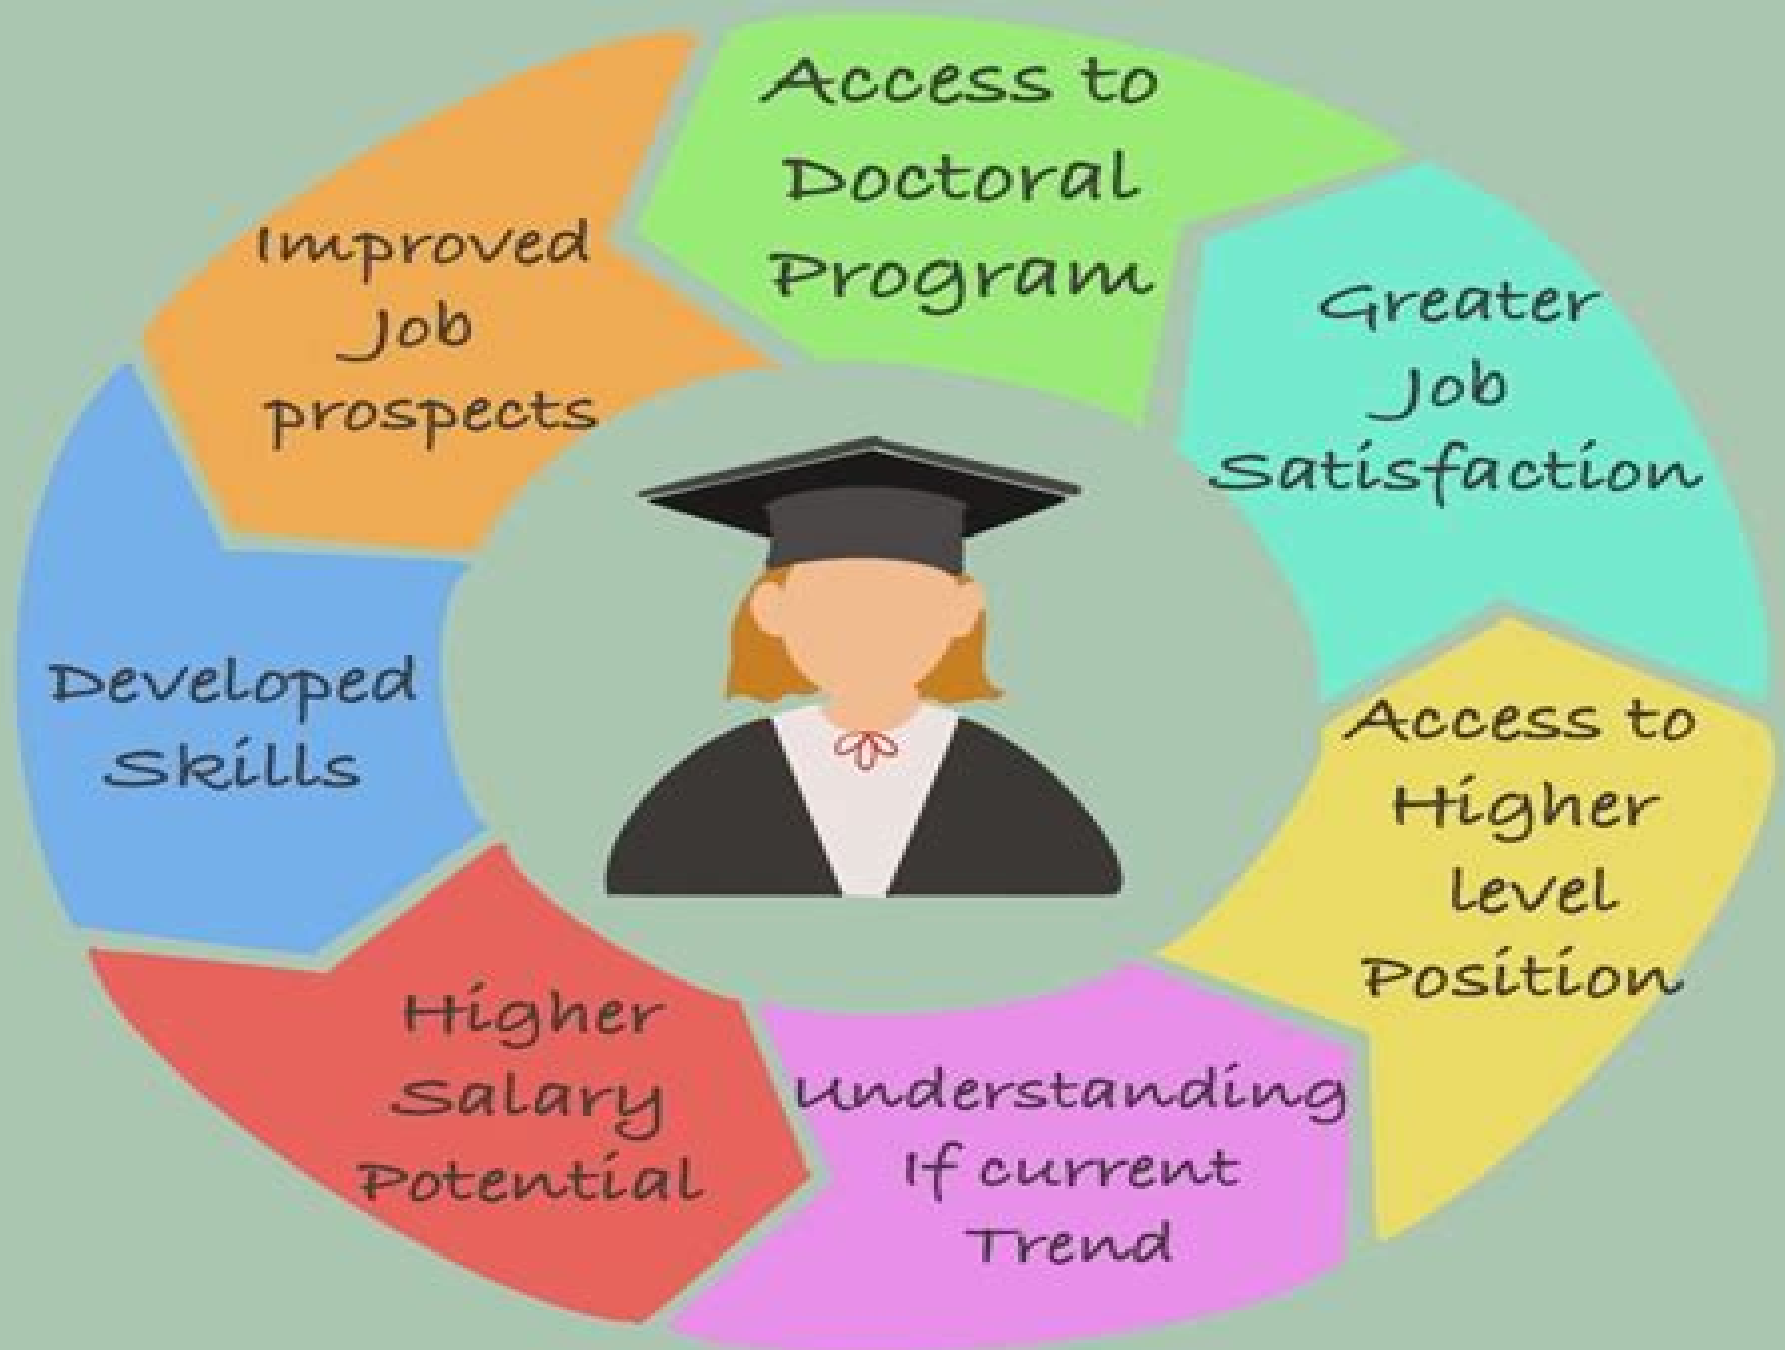 Access to
Doctoral
Program
Greater
Job
Satisfaction
Access to
Higher
level
Position
Understanding
If current
Trend
Higher
Salary
Potential
Developed
Skills
Improved
Job
prospects